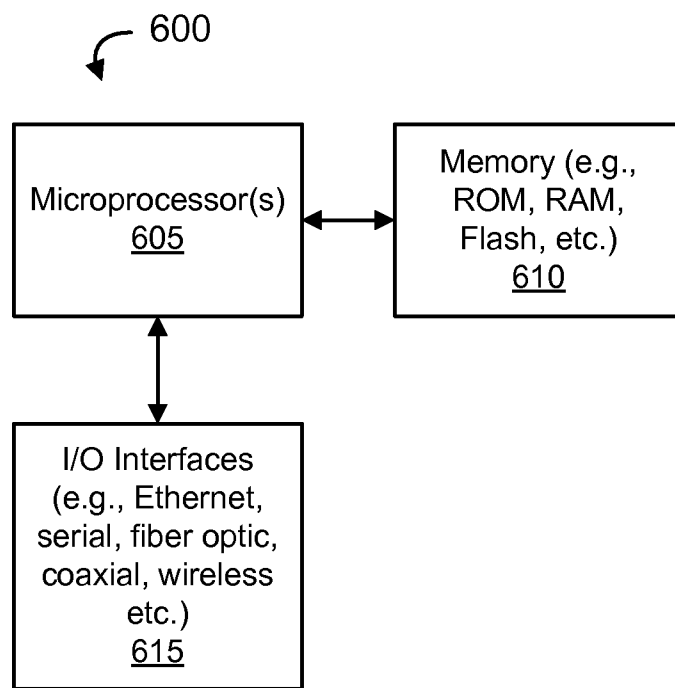 600
Microprocessor(s)
605
Memory (e.g.,
ROM, RAM,
Flash, etc.)
610
I/O Interfaces
(e.g., Ethernet,
serial, fiber optic,
coaxial, wireless
etc.)
615